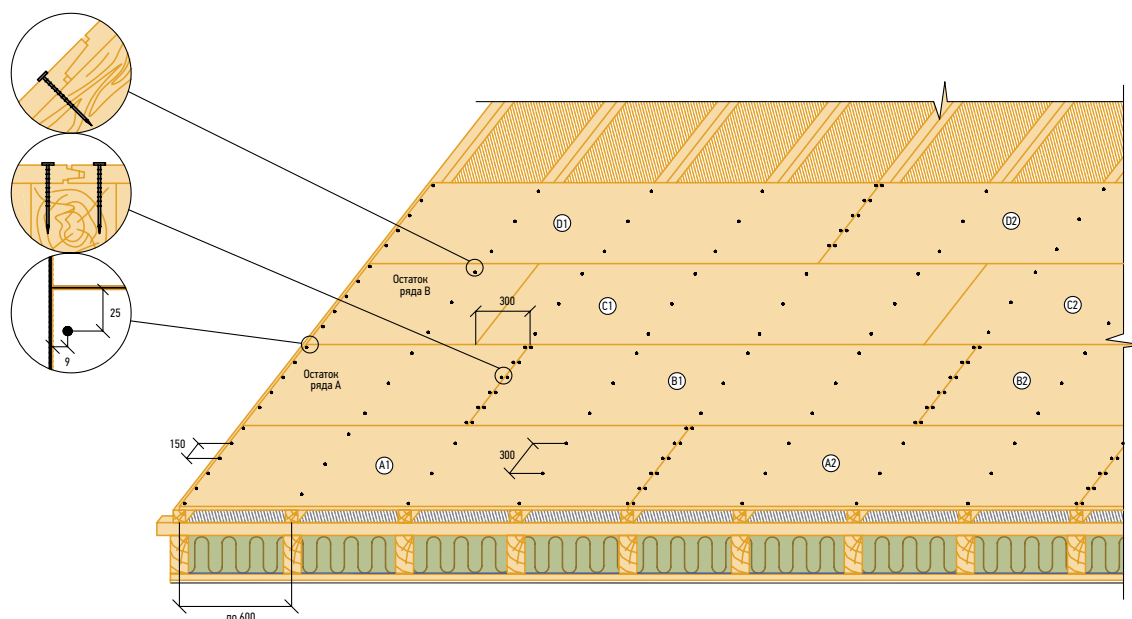 D1
D2
Остаток
ряда В
300
C1
C2
25
9
Остаток
ряда А
B1
B2
150
300
A1
A2
до 600